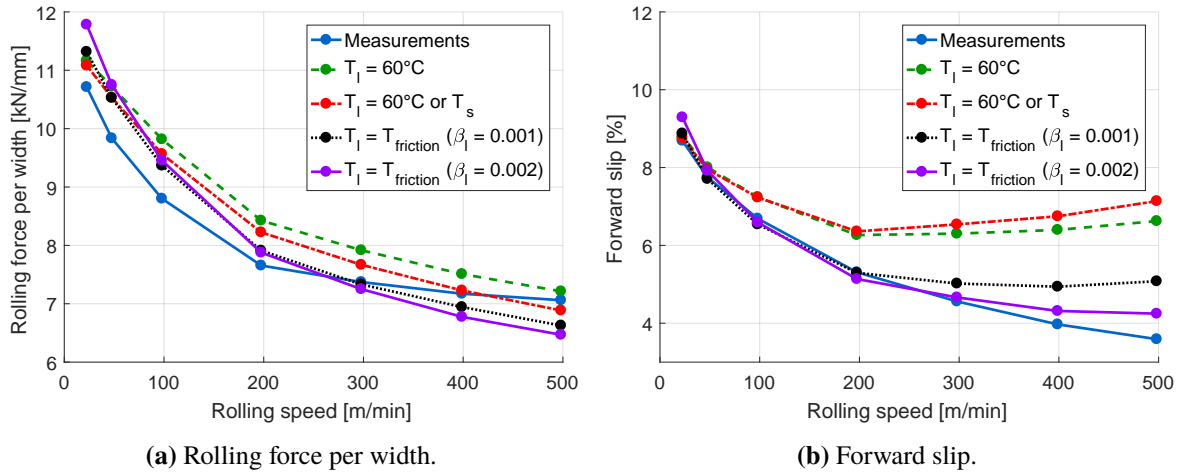 12
11
10
9
8
7
6
0
100
200
300
400
500
Rolling force per width [kN/mm]
Rolling speed [m/min]
Measurements
T_l = 60°C
T_l = 60°C or T_s
T_l = T_friction (β_l = 0.001)
T_l = T_friction (β_l = 0.002)
(a) Rolling force per width.
12
10
8
6
4
0
100
200
300
400
500
Forward slip [%]
Rolling speed [m/min]
Measurements
T_l = 60°C
T_l = 60°C or T_s
T_l = T_friction (β_l = 0.001)
T_l = T_friction (β_l = 0.002)
(b) Forward slip.